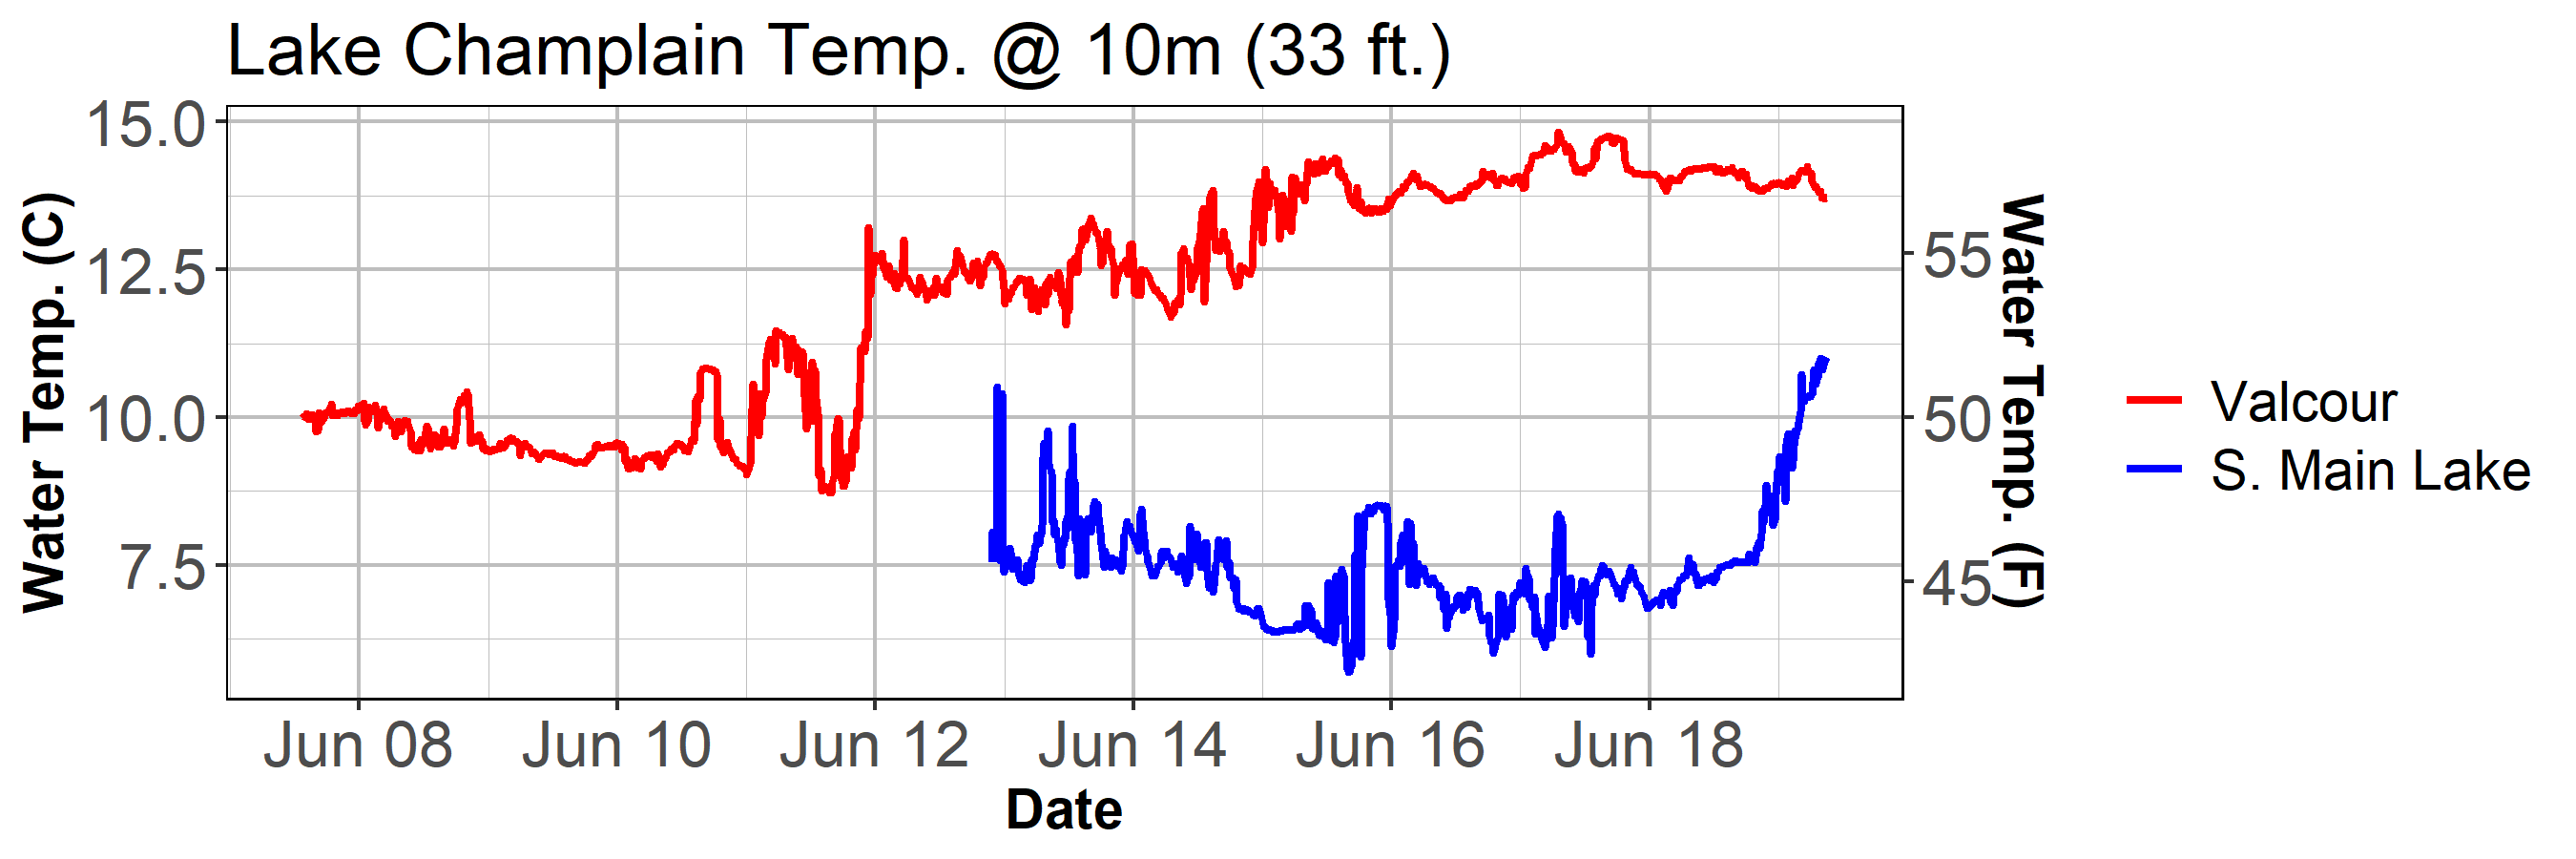 Lake Champlain Temp. @ 10m (33 ft.)
Water Temp. (C)
15.0
12.5
10.0
7.5
55
50
45
Water Temp. (F)
Valcour
S. Main Lake
Jun 08 Jun 10 Jun 12 Jun 14 Jun 16 Jun 18
Date